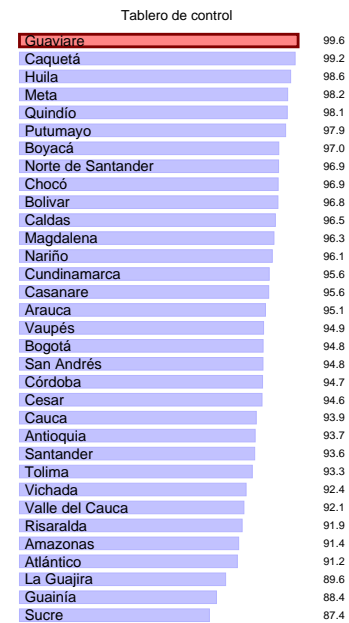 Tablero de control
Guaviare 99.6
Caquetá 99.2
Huila 98.6
Meta 98.2
Quindío 98.1
Putumayo 97.9
Boyacá 97.0
Norte de Santander 96.9
Chocó 96.9
Bolivar 96.8
Caldas 96.5
Magdalena 96.3
Nariño 96.1
Cundinamarca 95.6
Casanare 95.6
Arauca 95.1
Vaupés 94.9
Bogotá 94.8
San Andrés 94.8
Córdoba 94.7
Cesar 94.6
Cauca 93.9
Antioquia 93.7
Santander 93.6
Tolima 93.3
Vichada 92.4
Valle del Cauca 92.1
Risaralda 91.9
Amazonas 91.4
Atlántico 91.2
La Guajira 89.6
Guainía 88.4
Sucre 87.4